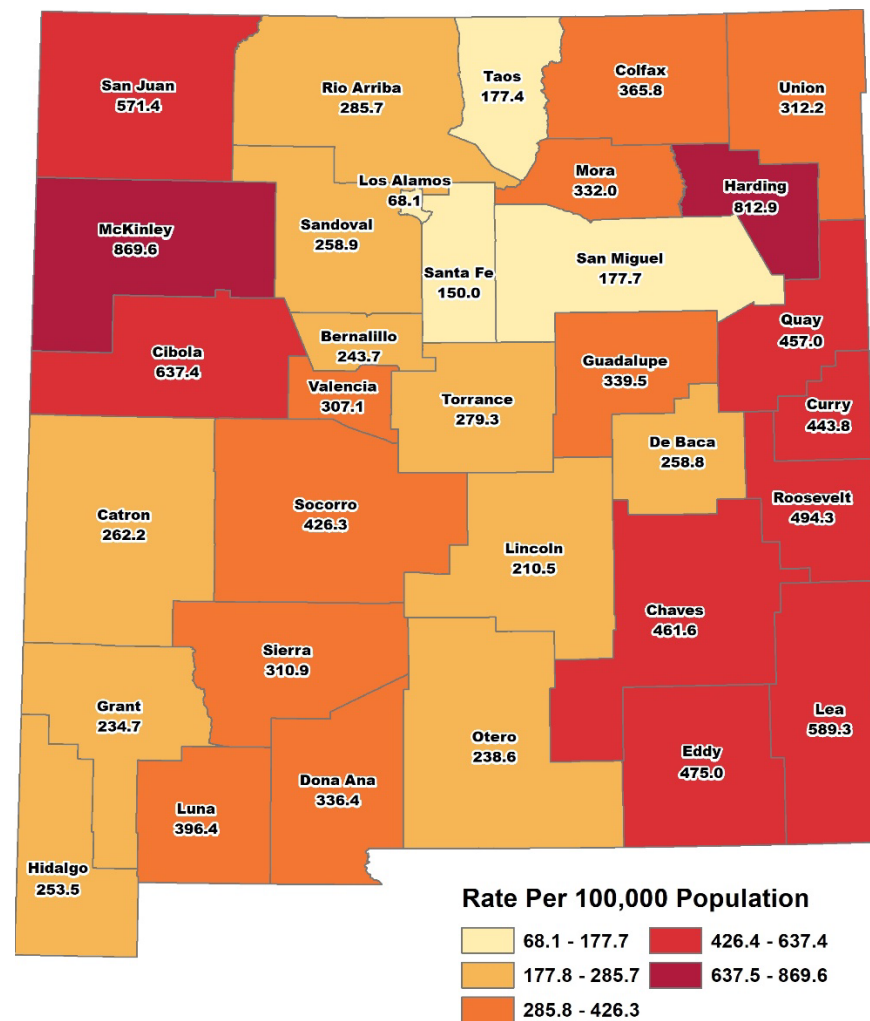 San Juan
571.4
Rio Arriba
285.7
Taos
177.4
Colfax
365.8
Union
312.2
Los Alamos
68.1
Mora
332.0
Harding
812.9
McKinley
869.6
Sandoval
258.9
Santa Fe
150.0
San Miguel
177.7
Quay
457.0
Cibola
637.4
Bernalillo
243.7
Valencia
307.1
Torrance
279.3
Guadalupe
339.5
Curry
443.8
De Baca
258.8
Roosevelt
494.3
Catron
262.2
Socorro
426.3
Lincoln
210.5
Chaves
461.6
Sierra
310.9
Grant
234.7
Otero
238.6
Lea
589.3
Eddy
475.0
Dona Ana
336.4
Luna
396.4
Hidalgo
253.5
Rate Per 100,000 Population
68.1 - 177.7
177.8 - 285.7
285.8 - 426.3
426.4 - 637.4
637.5 - 869.6